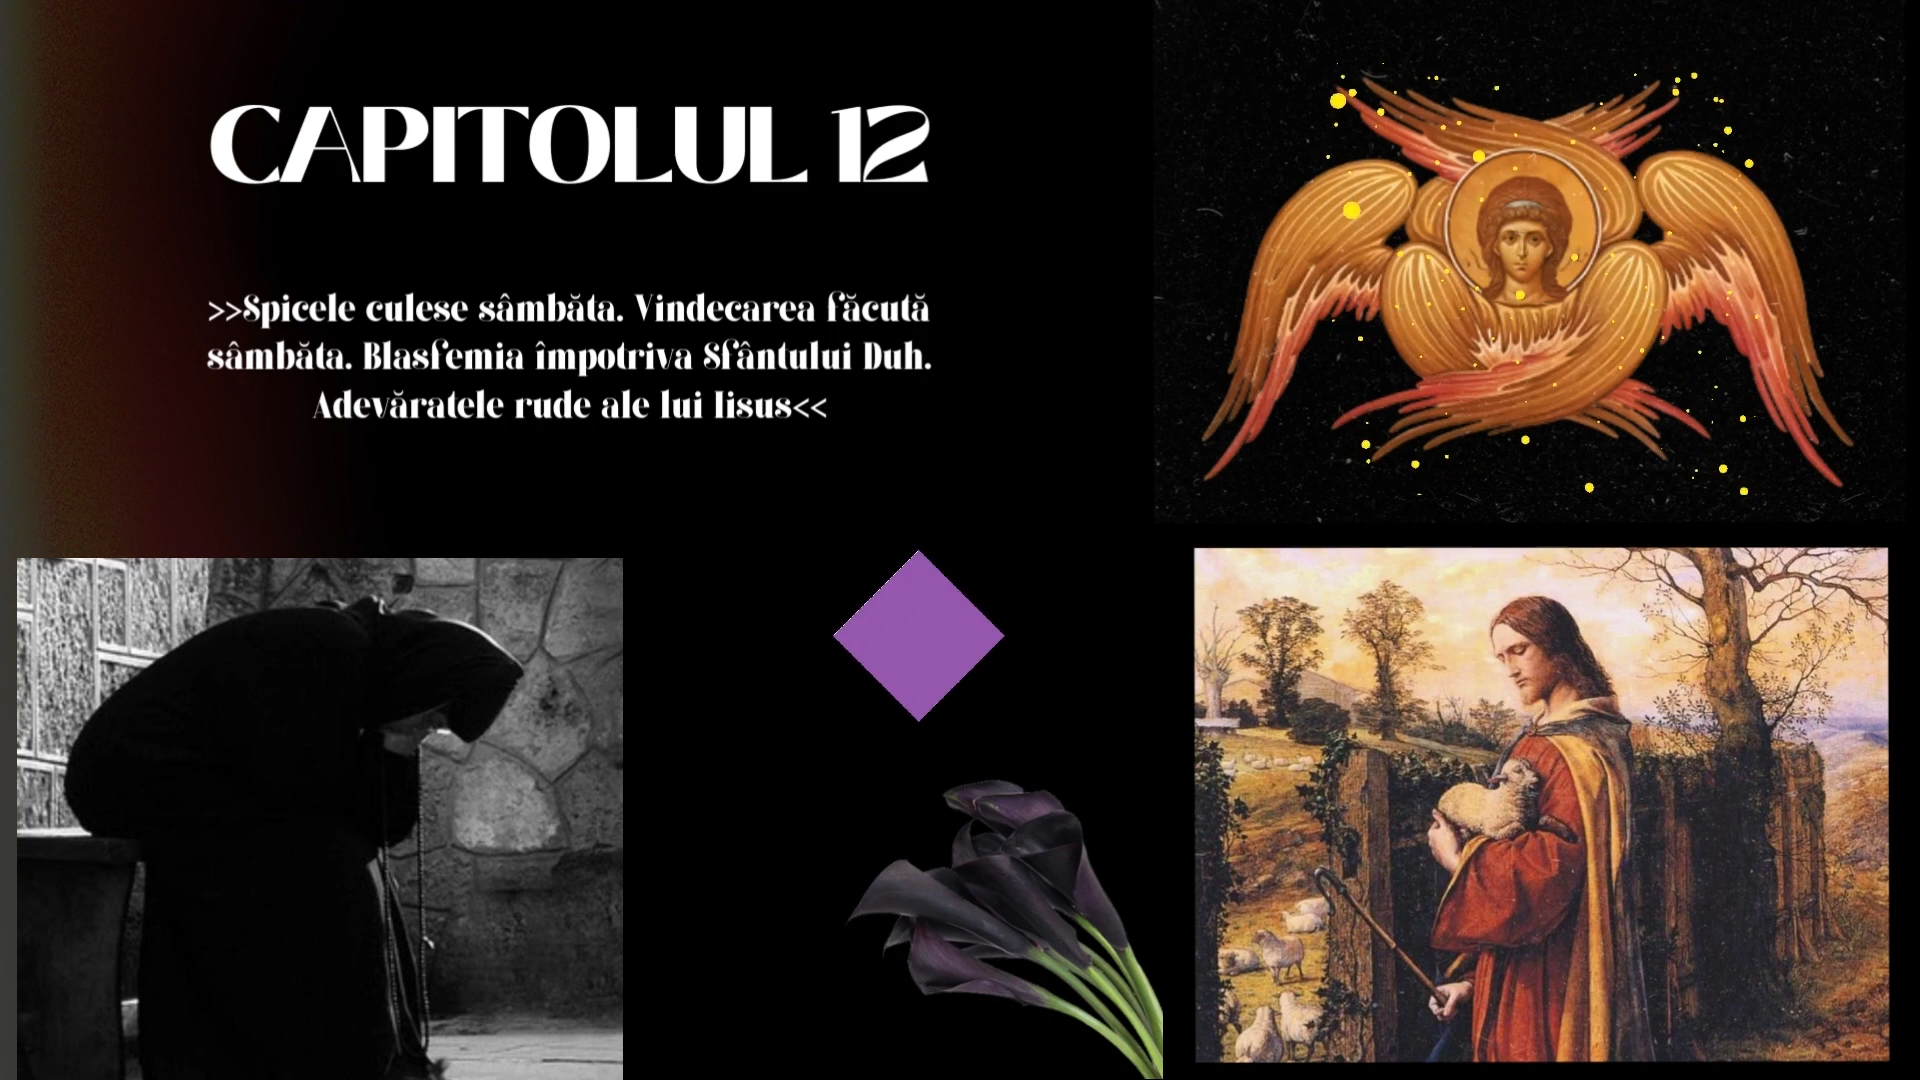 CAPITOLUL 12
>>Spicele culese sâmbăta. Vindecarea făcută
sâmbăta. Blasfemia împotriva Sfântului Duh.
Adevăratele rude ale lui Iisus<<